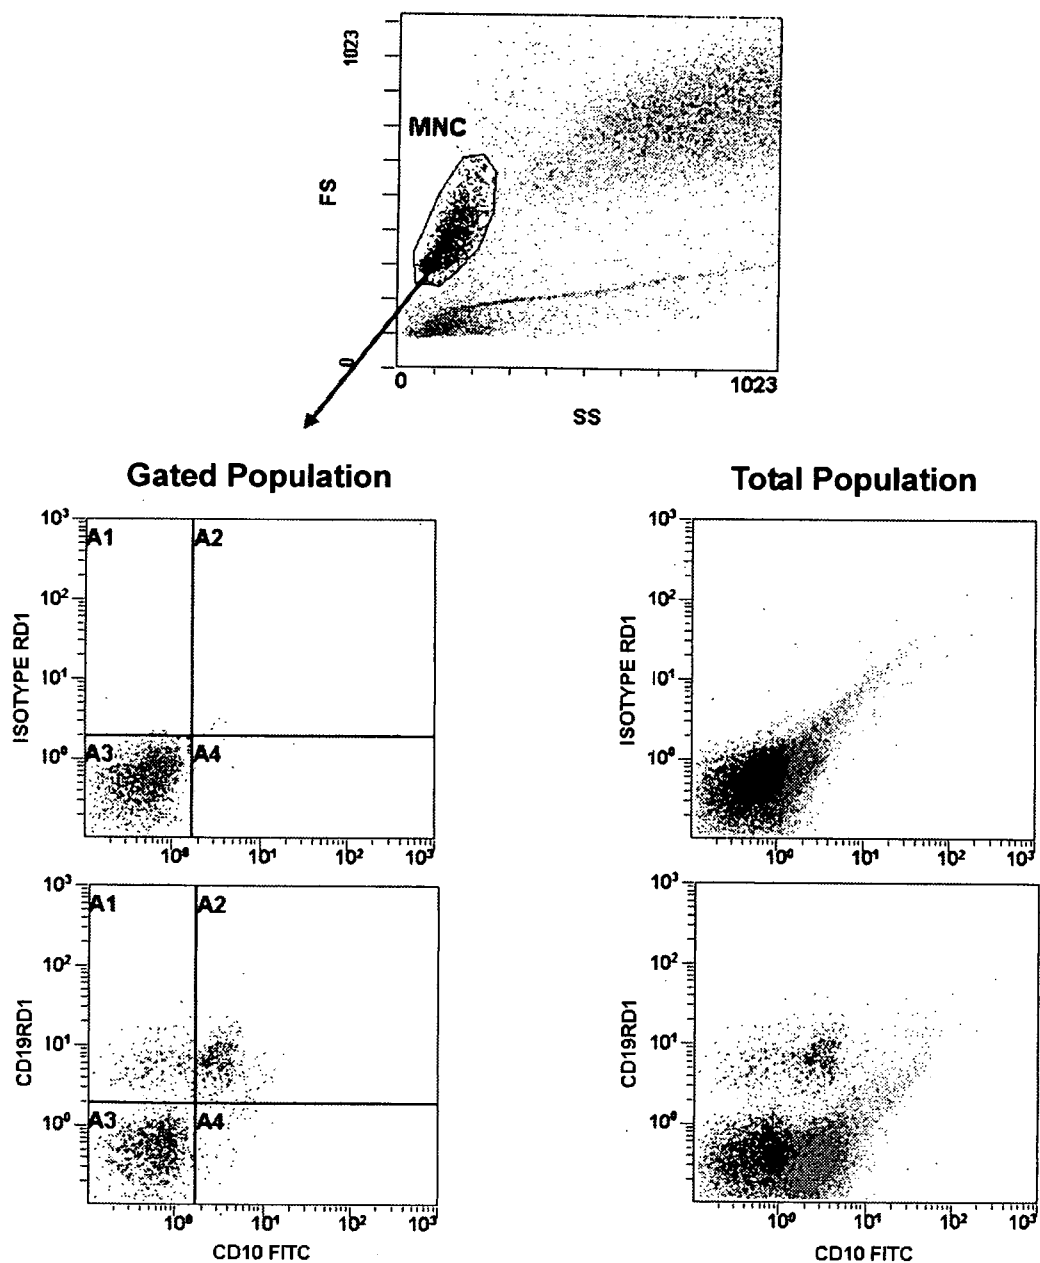 1023
MNC
FS
0
0
1023
SS
Gated Population
Total Population
10³
A1
A2
10²
ISOTYPE RD1
10¹
A3
A4
10⁰
10⁰
10¹
10²
10³
10³
10²
ISOTYPE RD1
10¹
10⁰
10⁰
10¹
10²
10³
10³
A1
A2
10²
CD19RD1
10¹
A3
A4
10⁰
10⁰
10¹
10²
10³
CD10 FITC
10³
10²
CD19RD1
10¹
10⁰
10⁰
10¹
10²
10³
CD10 FITC